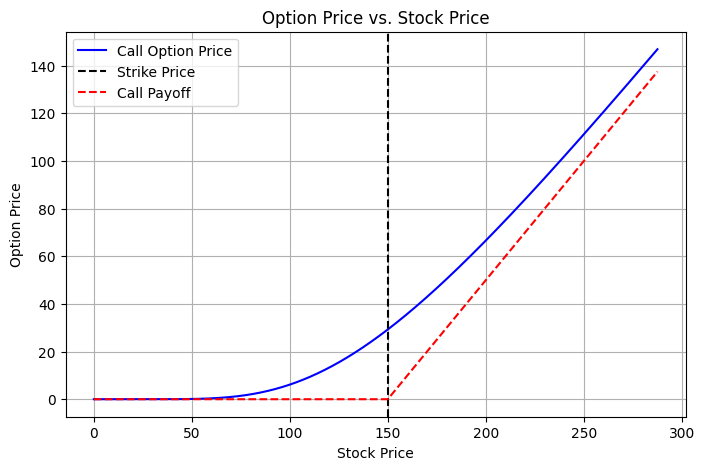 Option Price vs. Stock Price
Call Option Price
Strike Price
Call Payoff
Option Price
140
120
100
80
60
40
20
0
0 50 100 150 200 250 300
Stock Price